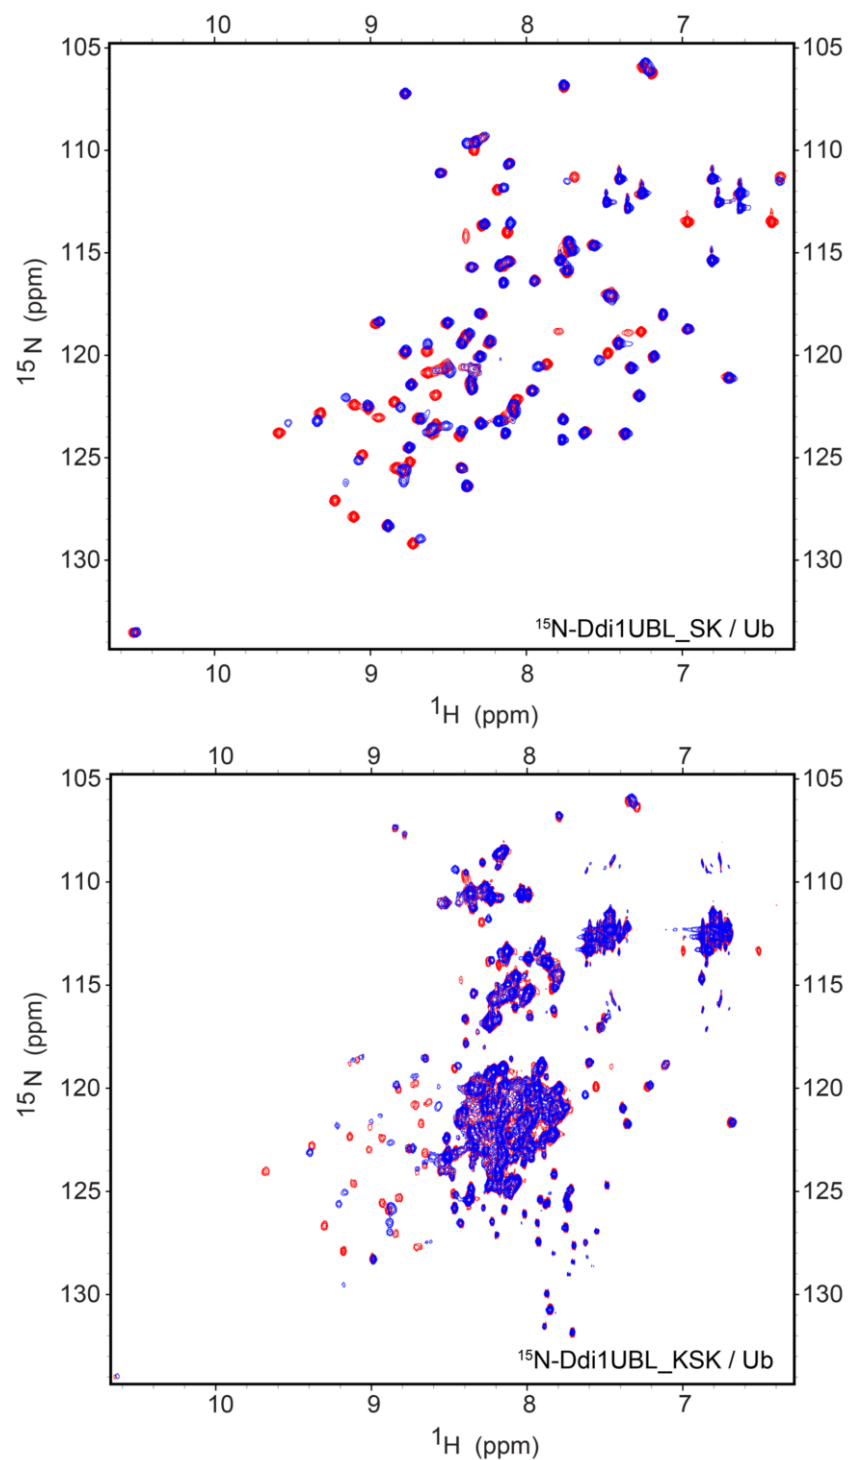 10 9 8 7
105 105
110 110
115 115
120 120
125 125
130 130
15N (ppm)
15N-Ddi1UBL_SK / Ub
10 9 8 7
1H (ppm)
10 9 8 7
105 105
110 110
115 115
120 120
125 125
130 130
15N (ppm)
15N-Ddi1UBL_KSK / Ub
10 9 8 7
1H (ppm)